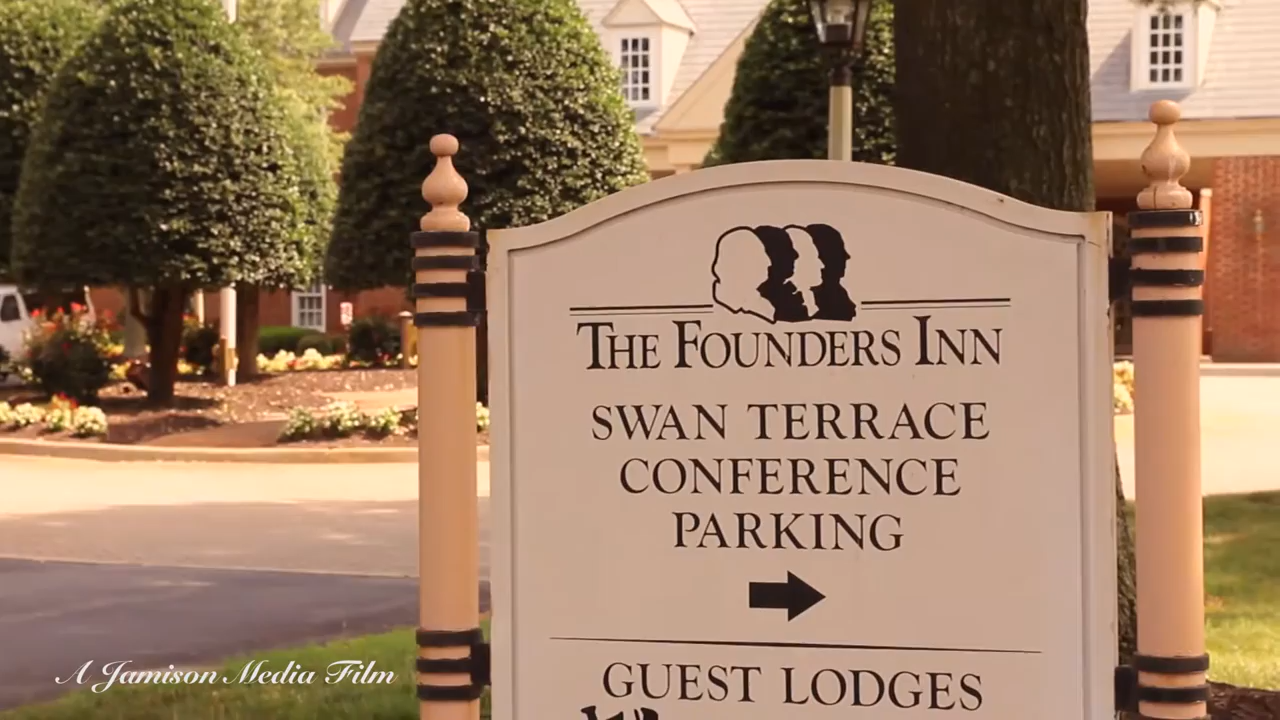 THE FOUNDERS INN
SWAN TERRACE
CONFERENCE
PARKING
GUEST LODGES
A Jamison Media Film